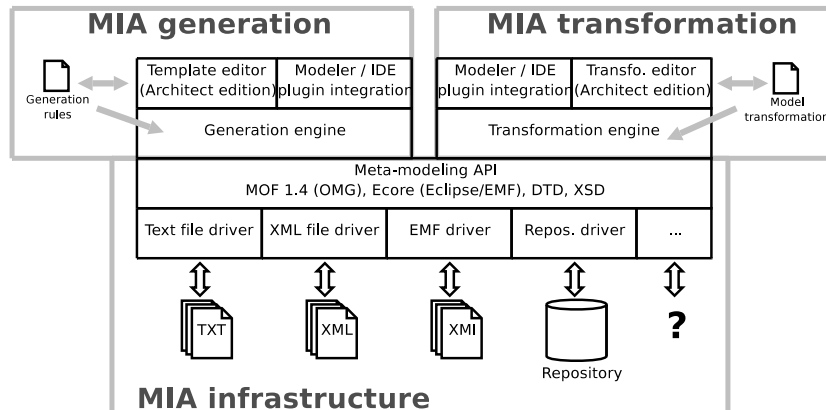 MIA generation
MIA transformation
Template editor
(Architect edition)
Modeler / IDE
plugin integration
Modeler / IDE
plugin integration
Transfo. editor
(Architect edition)
Generation
rules
Model
transformation
Generation engine
Transformation engine
Meta-modeling API
MOF 1.4 (OMG), Ecore (Eclipse/EMF), DTD, XSD
Text file driver
XML file driver
EMF driver
Repos. driver
...
TXT
XML
XMI
?
Repository
MIA infrastructure